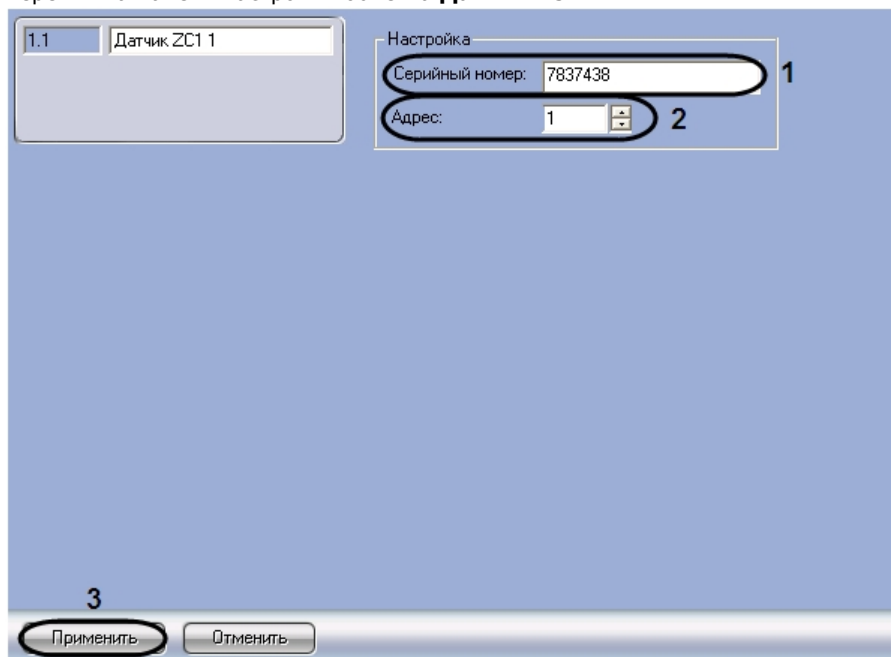 1.1 Датчик ZC1 1
Настройка
Серийный номер: 7837438 1
Адрес: 1 2
3
Применить Отменить